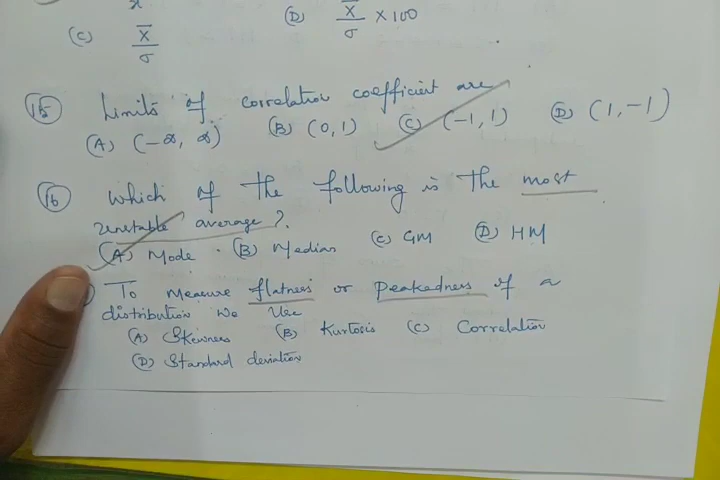 (C) X̄/σ (D) X̄/σ × 100
(15) Limits of correlation coefficient are
(A) (-∞, ∞) (B) (0, 1) (C) (-1, 1) (D) (1, -1)
(16) Which of the following is the most
unstable average?
(A) Mode (B) Median (C) GM (D) HM
To measure flatness or peakedness of a
distribution we use
(A) Skewness (B) Kurtosis (C) Correlation
(D) Standard deviation